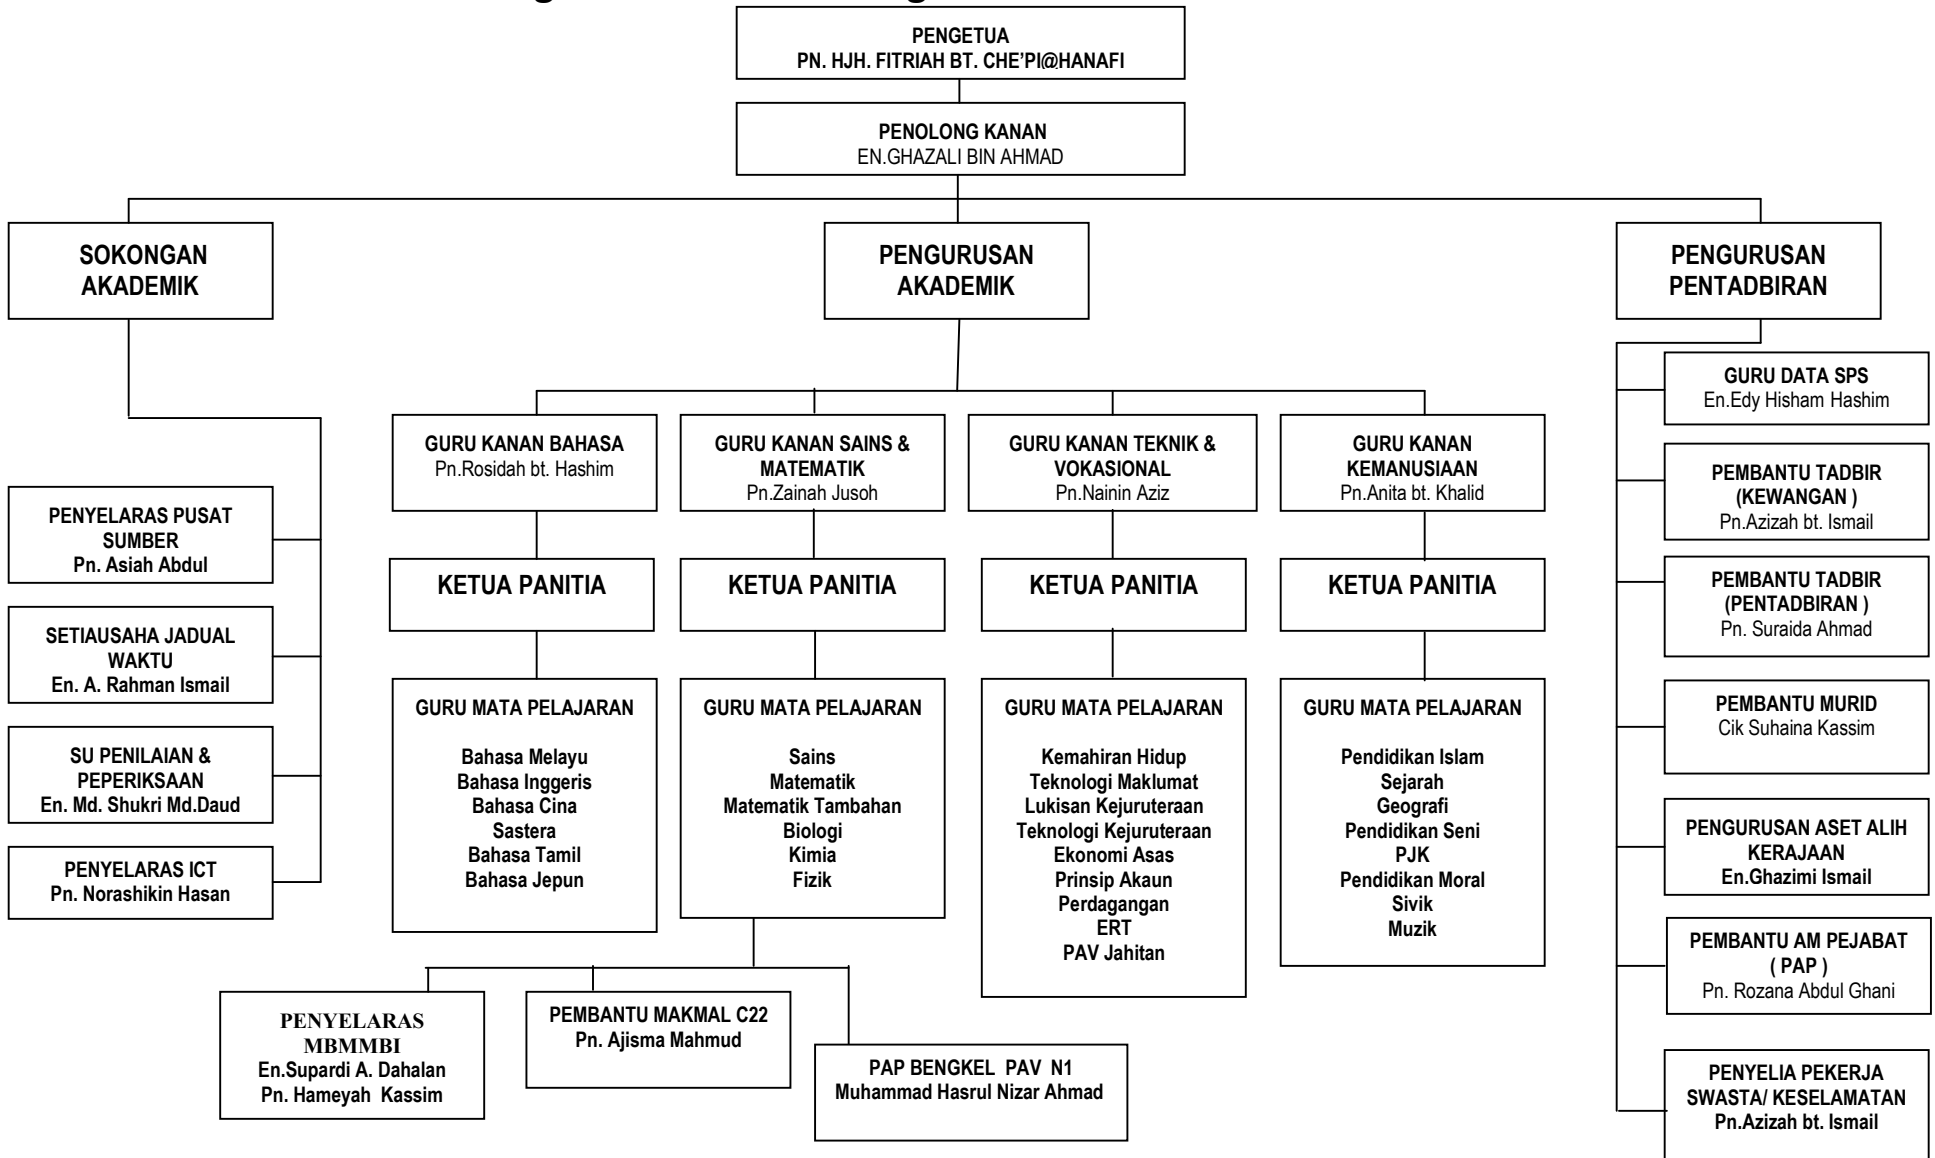 PENGETUA
PN. HJH. FITRIAH BT. CHE'PI@HANAFI
PENOLONG KANAN
EN.GHAZALI BIN AHMAD
SOKONGAN
AKADEMIK
PENGURUSAN
AKADEMIK
PENGURUSAN
PENTADBIRAN
PENYELARAS PUSAT
SUMBER
Pn. Asiah Abdul
SETIAUSAHA JADUAL
WAKTU
En. A. Rahman Ismail
SU PENILAIAN &
PEPERIKSAAN
En. Md. Shukri Md.Daud
PENYELARAS ICT
Pn. Norashikin Hasan
GURU KANAN BAHASA
Pn.Rosidah bt. Hashim
KETUA PANITIA
GURU MATA PELAJARAN
Bahasa Melayu
Bahasa Inggeris
Bahasa Cina
Sastera
Bahasa Tamil
Bahasa Jepun
GURU KANAN SAINS &
MATEMATIK
Pn.Zainah Jusoh
KETUA PANITIA
GURU MATA PELAJARAN
Sains
Matematik
Matematik Tambahan
Biologi
Kimia
Fizik
PENYELARAS
MBMMBI
En.Supardi A. Dahalan
Pn. Hameyah Kassim
PEMBANTU MAKMAL C22
Pn. Ajisma Mahmud
PAP BENGKEL PAV N1
Muhammad Hasrul Nizar Ahmad
GURU KANAN TEKNIK &
VOKASIONAL
Pn.Nainin Aziz
KETUA PANITIA
GURU MATA PELAJARAN
Kemahiran Hidup
Teknologi Maklumat
Lukisan Kejuruteraan
Teknologi Kejuruteraan
Ekonomi Asas
Prinsip Akaun
Perdagangan
ERT
PAV Jahitan
GURU KANAN
KEMANUSIAAN
Pn.Anita bt. Khalid
KETUA PANITIA
GURU MATA PELAJARAN
Pendidikan Islam
Sejarah
Geografi
Pendidikan Seni
PJK
Pendidikan Moral
Sivik
Muzik
GURU DATA SPS
En.Edy Hisham Hashim
PEMBANTU TADBIR
(KEWANGAN )
Pn.Azizah bt. Ismail
PEMBANTU TADBIR
(PENTADBIRAN )
Pn. Suraida Ahmad
PEMBANTU MURID
Cik Suhaina Kassim
PENGURUSAN ASET ALIH
KERAJAAN
En.Ghazimi Ismail
PEMBANTU AM PEJABAT
( PAP )
Pn. Rozana Abdul Ghani
PENYELIA PEKERJA
SWASTA/ KESELAMATAN
Pn.Azizah bt. Ismail